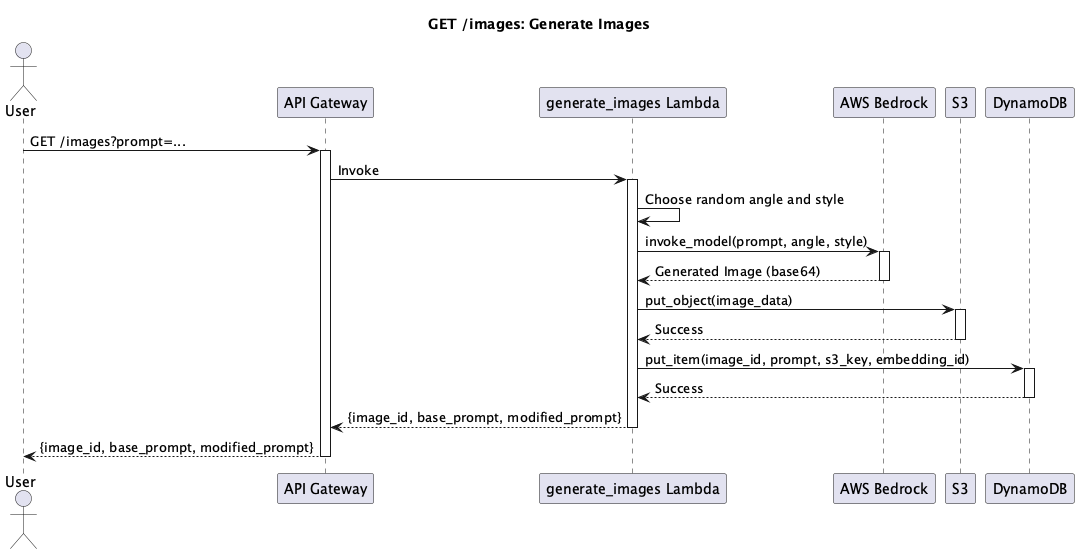 GET /images: Generate Images
User
API Gateway
generate_images Lambda
AWS Bedrock
S3
DynamoDB
GET /images?prompt=...
Invoke
Choose random angle and style
invoke_model(prompt, angle, style)
Generated Image (base64)
put_object(image_data)
Success
put_item(image_id, prompt, s3_key, embedding_id)
Success
{image_id, base_prompt, modified_prompt}
{image_id, base_prompt, modified_prompt}
User
API Gateway
generate_images Lambda
AWS Bedrock
S3
DynamoDB